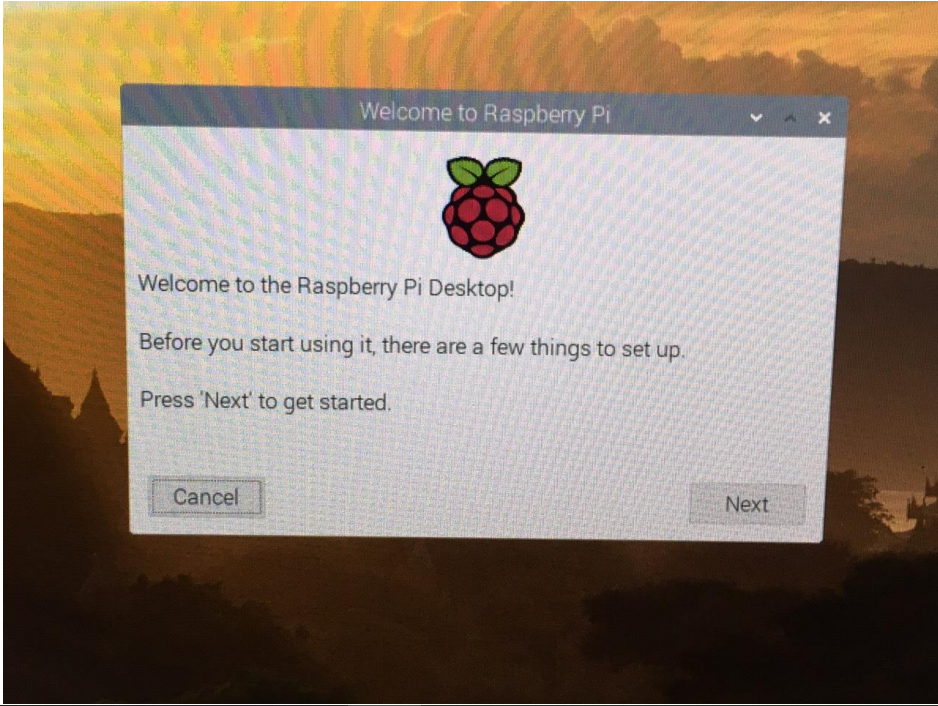 Welcome to Raspberry Pi
Welcome to the Raspberry Pi Desktop!
Before you start using it, there are a few things to set up.
Press 'Next' to get started.
Cancel
Next